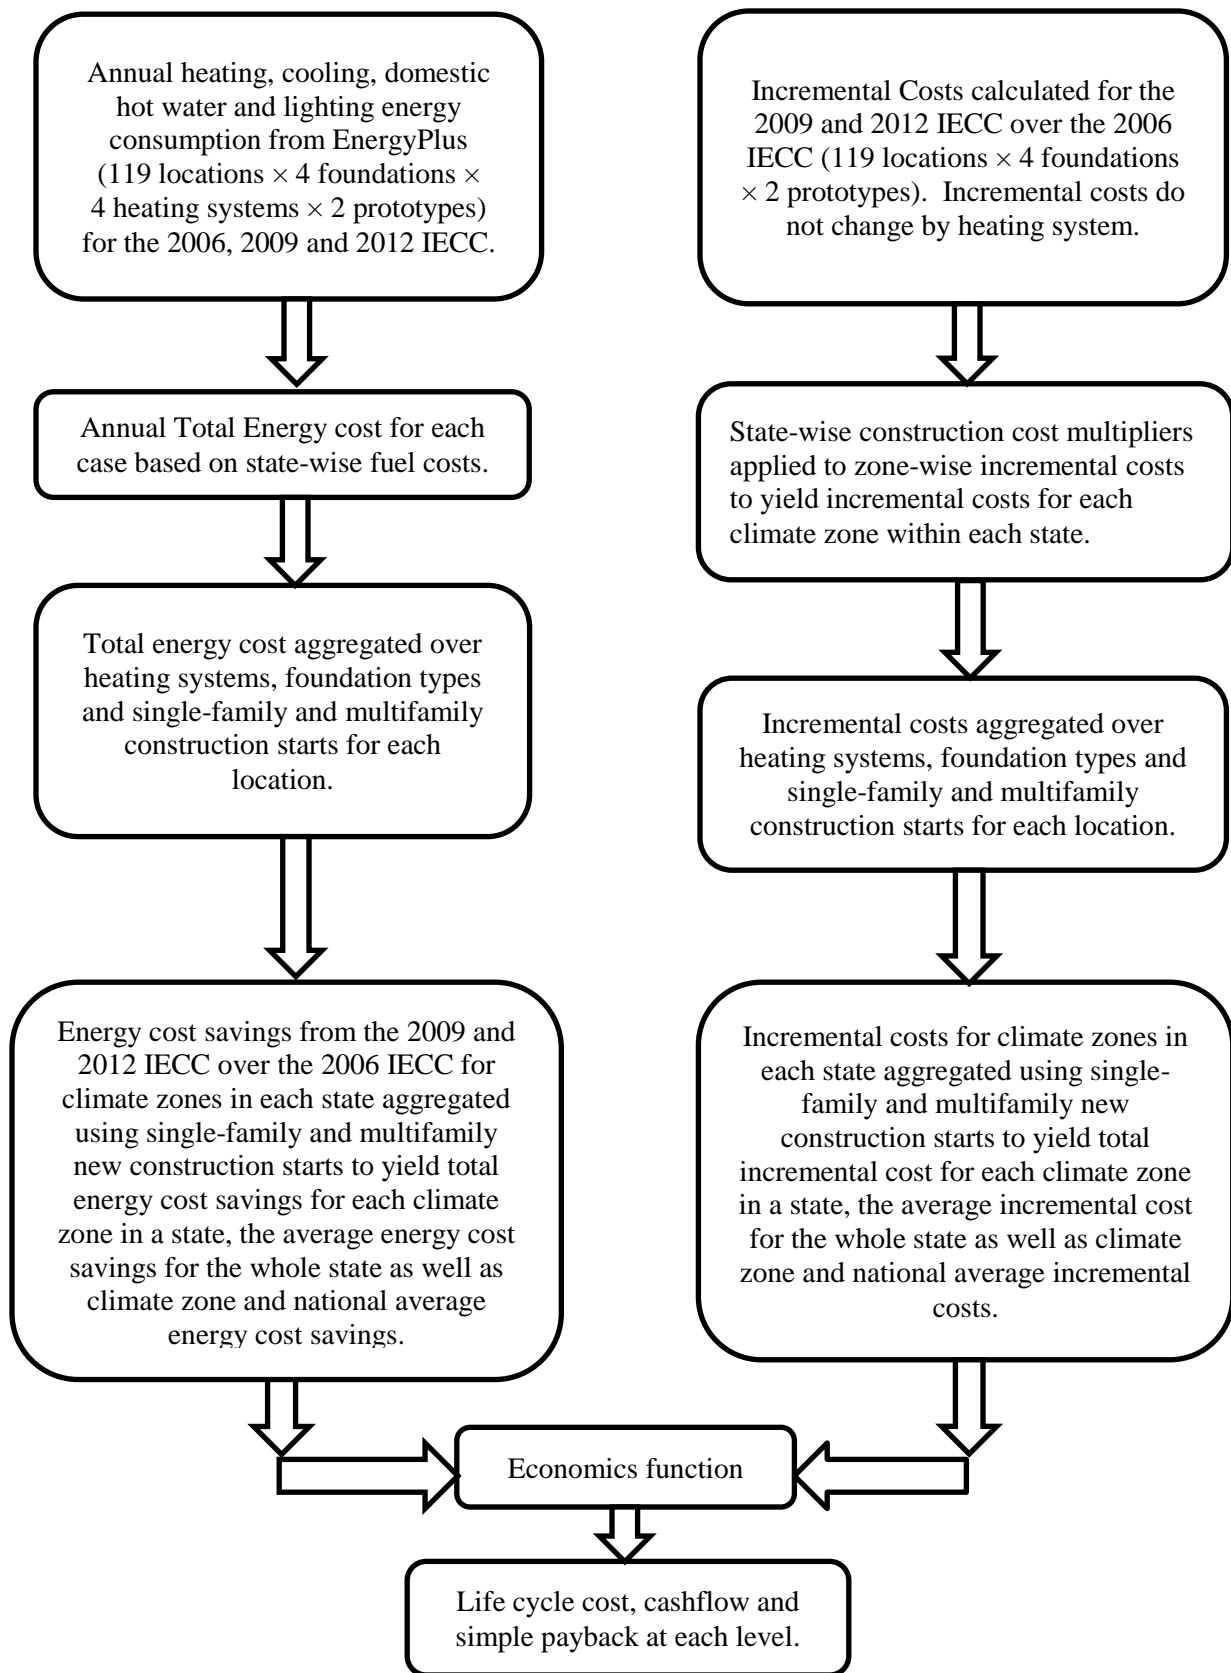 Annual heating, cooling, domestic
hot water and lighting energy
consumption from EnergyPlus
(119 locations × 4 foundations ×
4 heating systems × 2 prototypes)
for the 2006, 2009 and 2012 IECC.
Annual Total Energy cost for each
case based on state-wise fuel costs.
Total energy cost aggregated over
heating systems, foundation types
and single-family and multifamily
construction starts for each
location.
Energy cost savings from the 2009 and
2012 IECC over the 2006 IECC for
climate zones in each state aggregated
using single-family and multifamily
new construction starts to yield total
energy cost savings for each climate
zone in a state, the average energy cost
savings for the whole state as well as
climate zone and national average
energy cost savings.
Incremental Costs calculated for the
2009 and 2012 IECC over the 2006
IECC (119 locations × 4 foundations
× 2 prototypes).  Incremental costs do
not change by heating system.
State-wise construction cost multipliers
applied to zone-wise incremental costs
to yield incremental costs for each
climate zone within each state.
Incremental costs aggregated over
heating systems, foundation types and
single-family and multifamily
construction starts for each location.
Incremental costs for climate zones in
each state aggregated using single-
family and multifamily new
construction starts to yield total
incremental cost for each climate zone
in a state, the average incremental cost
for the whole state as well as climate
zone and national average incremental
costs.
Economics function
Life cycle cost, cashflow and
simple payback at each level.